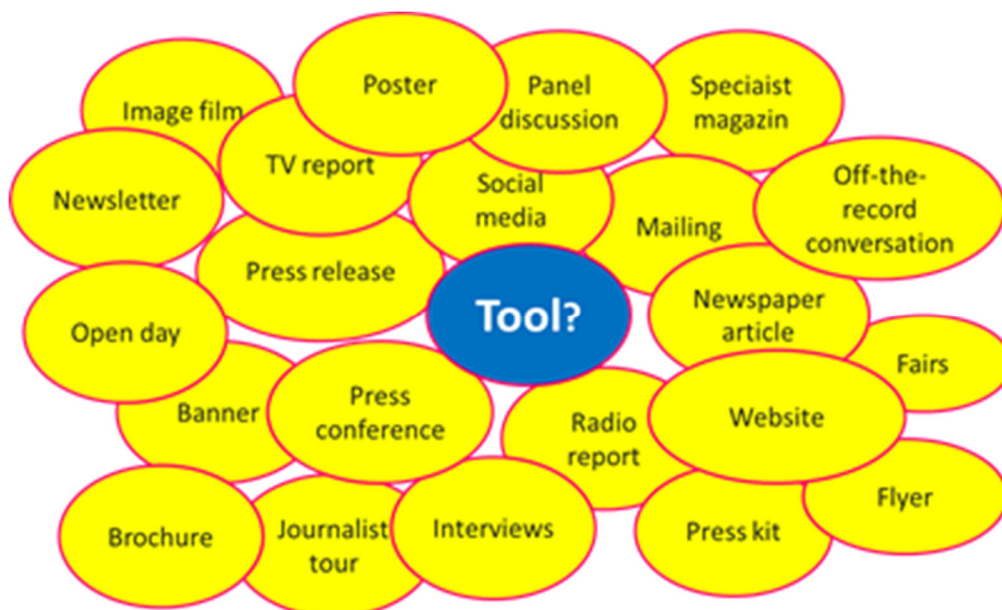 Image film
Poster
Panel
discussion
Speciaist
magazin
Newsletter
TV report
Social
media
Mailing
Off-the-
record
conversation
Press release
Tool?
Newspaper
article
Open day
Fairs
Banner
Press
conference
Radio
report
Website
Flyer
Brochure
Journalist
tour
Interviews
Press kit